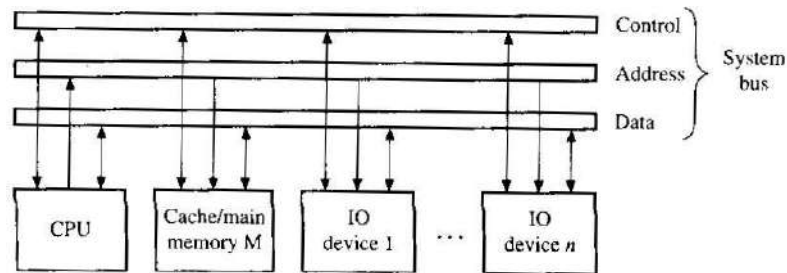 Control
Address
System
bus
Data
CPU
Cache/main
memory M
IO
device 1
...
IO
device n